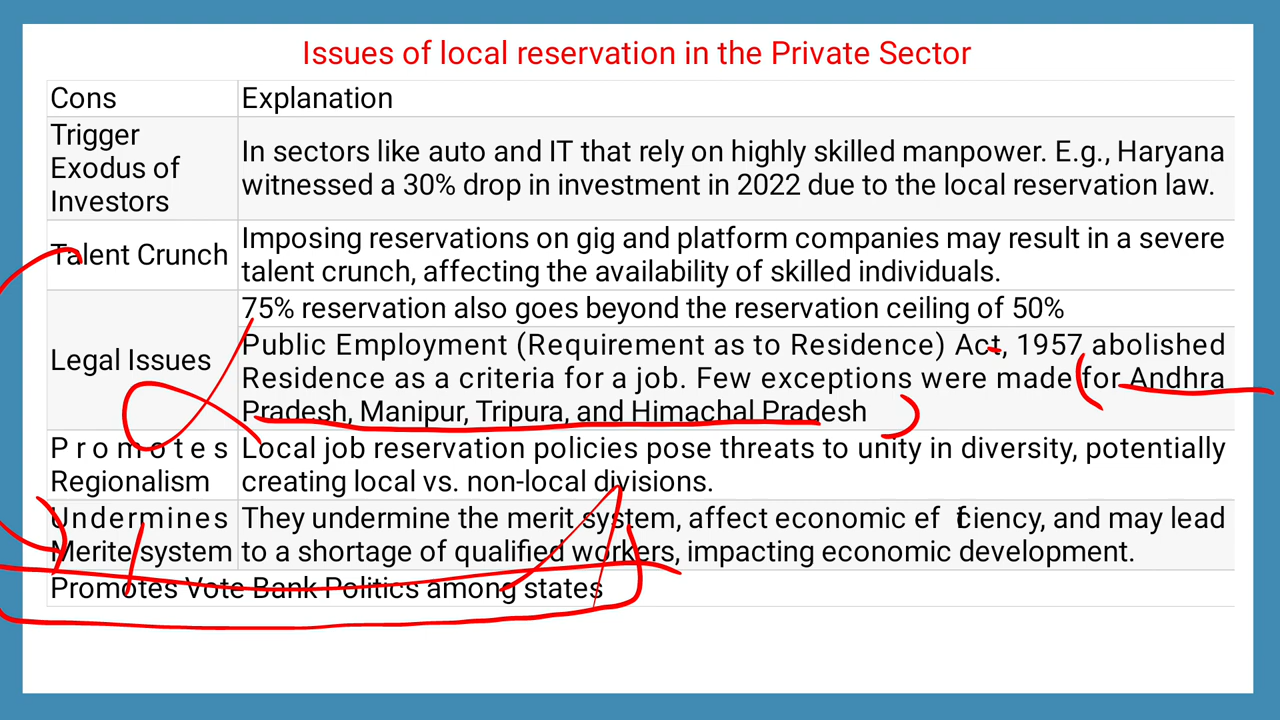 Issues of local reservation in the Private Sector
Cons Explanation
Trigger Exodus of Investors
In sectors like auto and IT that rely on highly skilled manpower. E.g., Haryana
witnessed a 30% drop in investment in 2022 due to the local reservation law.
Talent Crunch
Imposing reservations on gig and platform companies may result in a severe
talent crunch, affecting the availability of skilled individuals.
Legal Issues
75% reservation also goes beyond the reservation ceiling of 50%
Public Employment (Requirement as to Residence) Act, 1957 abolished
Residence as a criteria for a job. Few exceptions were made for Andhra
Pradesh, Manipur, Tripura, and Himachal Pradesh
Promotes
Regionalism
Local job reservation policies pose threats to unity in diversity, potentially
creating local vs. non-local divisions.
Undermines
Merite system
They undermine the merit system, affect economic ef ficiency, and may lead
to a shortage of qualified workers, impacting economic development.
Promotes Vote Bank Politics among states